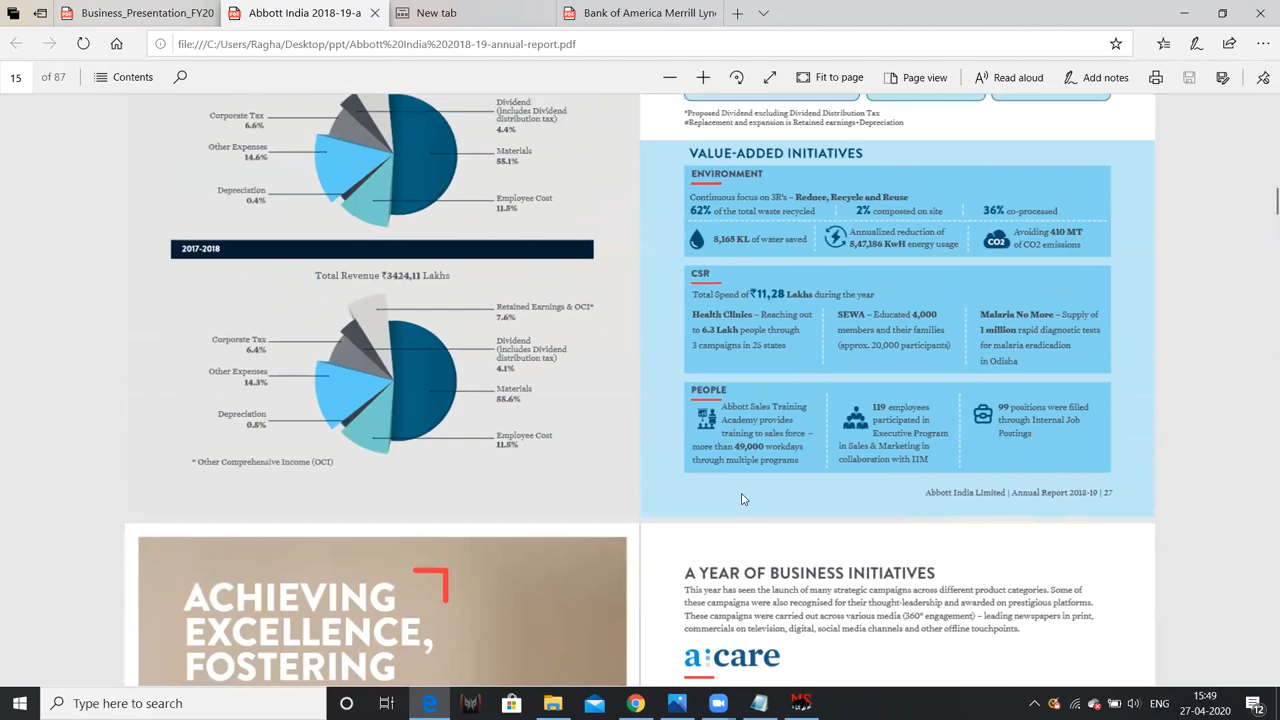 Business_Presentation_FY20
Abbott India 2018-19-a
New tab
Bank of America Merrill Lyn
file:///C:/Users/Ragha/Desktop/ppt/Abbott%20India%202018-19-annual-report.pdf
15 of 87
Contents
Fit to page
Page view
Read aloud
Add notes
Corporate Tax
6.6%
Other Expenses
14.6%
Depreciation
0.4%
Dividend
(includes Dividend
distribution tax)
4.4%
Materials
55.1%
Employee Cost
11.5%
2017-2018
Total Revenue ₹3424,11 Lakhs
Corporate Tax
6.4%
Other Expenses
14.3%
Depreciation
0.5%
Retained Earnings & OCI*
7.6%
Dividend
(includes Dividend
distribution tax)
4.1%
Materials
55.6%
Employee Cost
11.5%
* Other Comprehensive Income (OCI)
*Proposed Dividend excluding Dividend Distribution Tax
#Replacement and expansion is Retained earnings+Depreciation
VALUE-ADDED INITIATIVES
ENVIRONMENT
Continuous focus on 3R's – Reduce, Recycle and Reuse
62% of the total waste recycled
2% composted on site
36% co-processed
8,165 KL of water saved
Annualized reduction of
5,47,186 KwH energy usage
CO2
Avoiding 410 MT
of CO2 emissions
CSR
Total Spend of ₹11,28 Lakhs during the year
Health Clinics – Reaching out
to 6.3 Lakh people through
3 campaigns in 25 states
SEWA – Educated 4,000
members and their families
(approx. 20,000 participants)
Malaria No More – Supply of
1 million rapid diagnostic tests
for malaria eradication
in Odisha
PEOPLE
Abbott Sales Training
Academy provides
training to sales force –
more than 49,000 workdays
through multiple programs
119 employees
participated in
Executive Program
in Sales & Marketing in
collaboration with IIM
99 positions were filled
through Internal Job
Postings
Abbott India Limited | Annual Report 2018-19 | 27
ACHIEVING
EXCELLENCE,
FOSTERING
A YEAR OF BUSINESS INITIATIVES
This year has seen the launch of many strategic campaigns across different product categories. Some of
these campaigns were also recognised for their thought-leadership and awarded on prestigious platforms.
These campaigns were carried out across various media (360° engagement) – leading newspapers in print,
commercials on television, digital, social media channels and other offline touchpoints.
a:care
Type here to search
ENG
15:49
27-04-2020